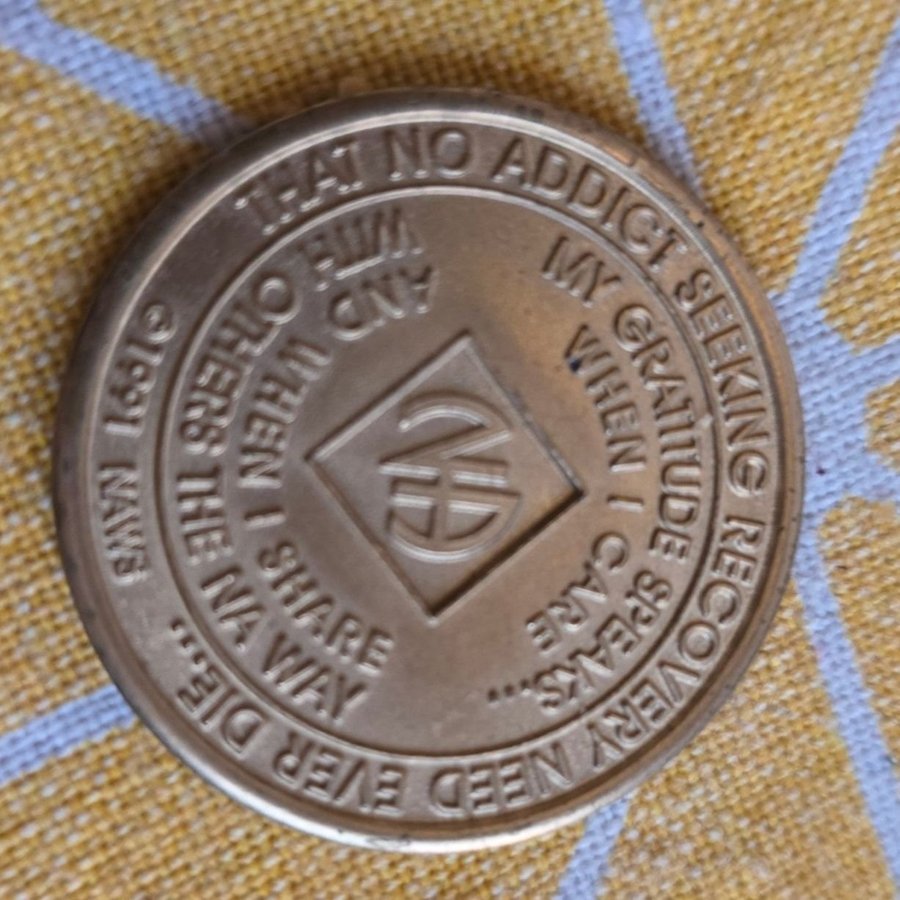 THAT NO ADDICT SEEKING RECOVERY NEED EVER DIE...
MY GRATITUDE SPEAKS...
WHEN I CARE
AND WHEN I SHARE
WITH OTHERS THE NA WAY
NA
©1991 NAWS